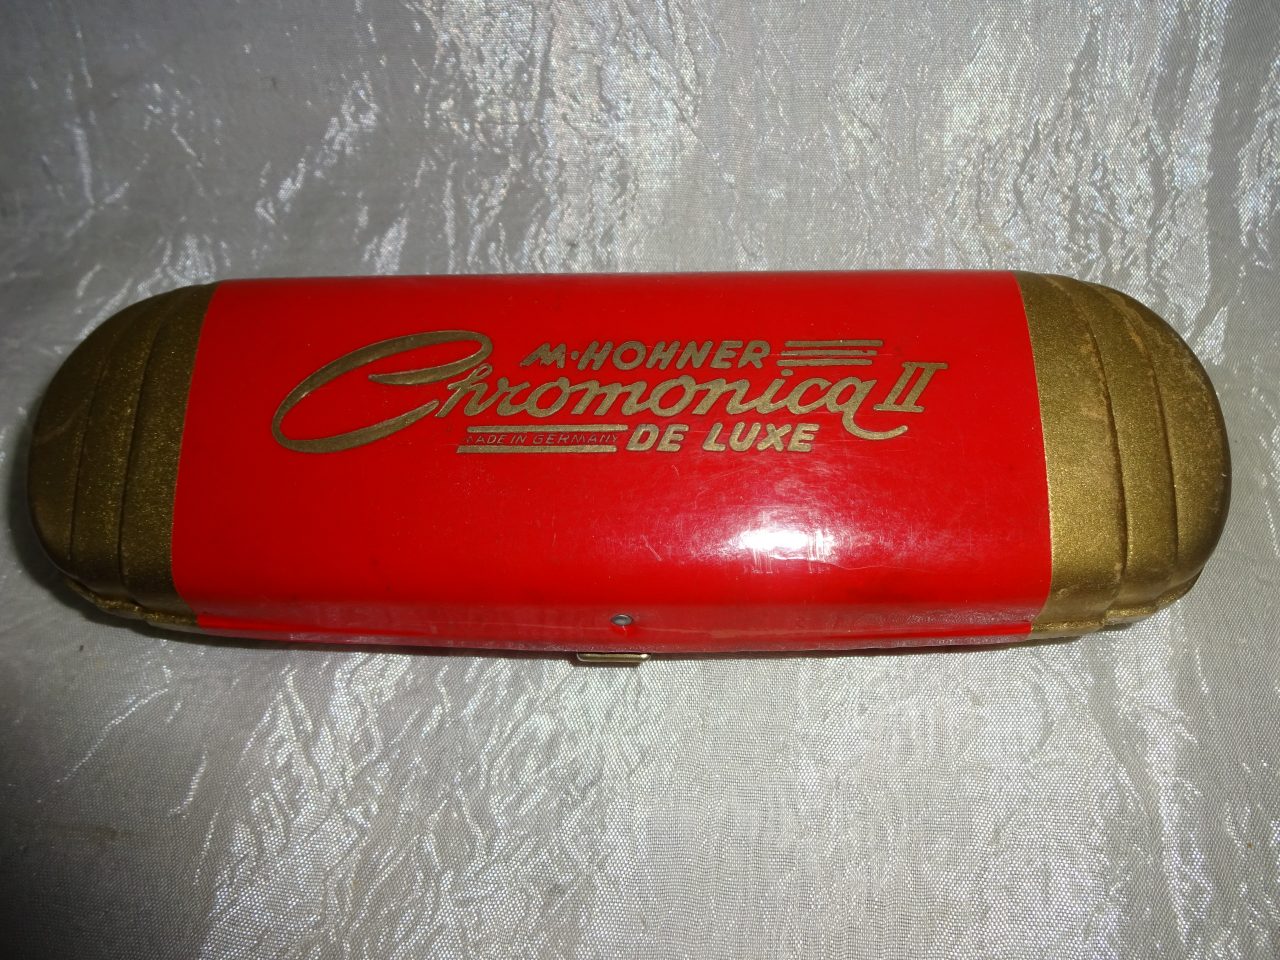 M. HOHNER
Chromonica II
MADE IN GERMANY DE LUXE